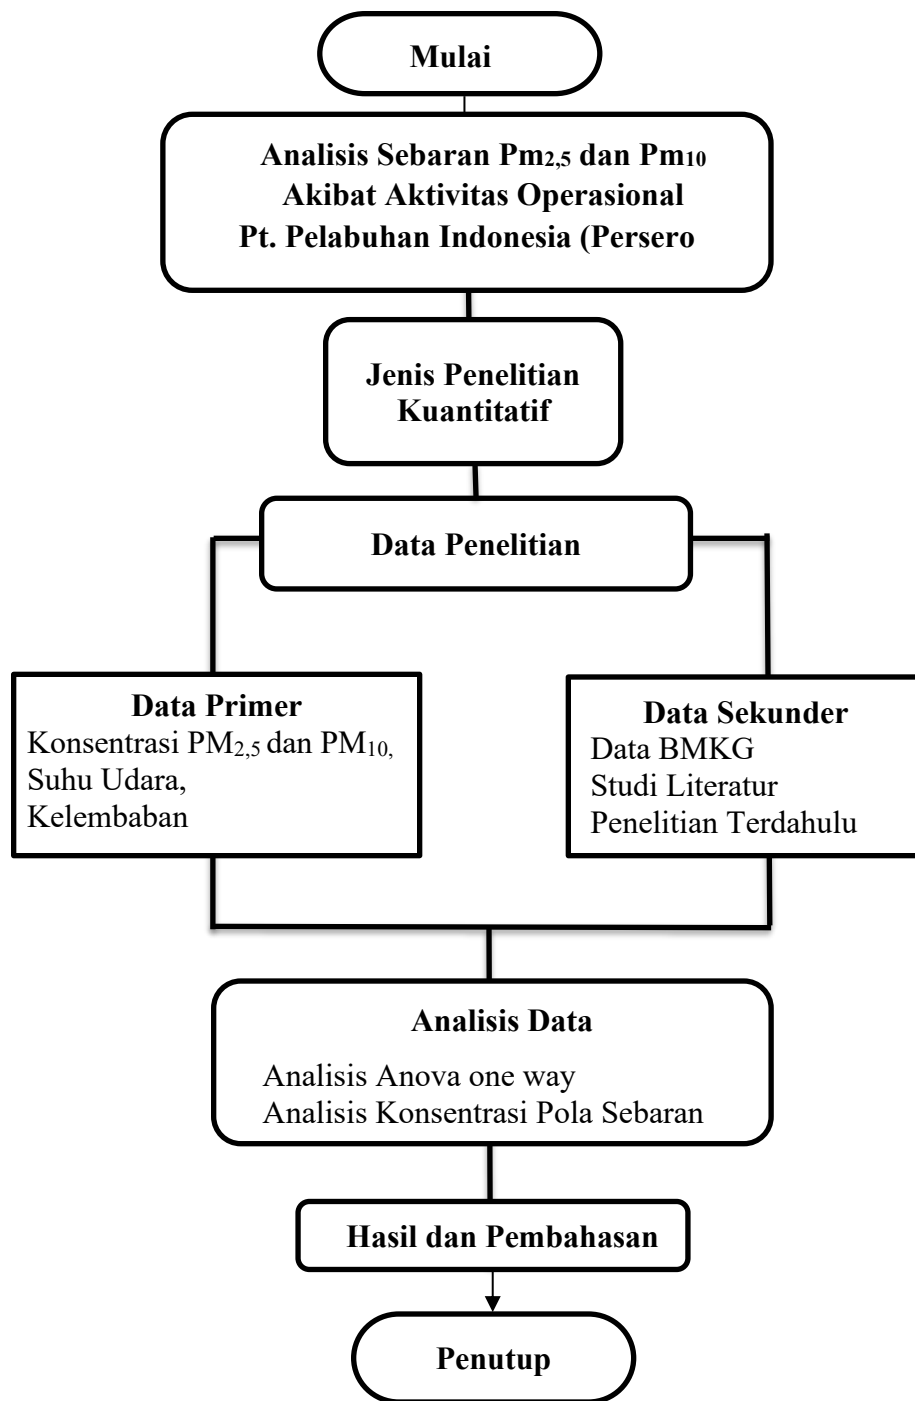 Mulai
Analisis Sebaran Pm2,5 dan Pm10
Akibat Aktivitas Operasional
Pt. Pelabuhan Indonesia (Persero
Jenis Penelitian
Kuantitatif
Data Penelitian
Data Primer
Konsentrasi PM2,5 dan PM10,
Suhu Udara,
Kelembaban
Data Sekunder
Data BMKG
Studi Literatur
Penelitian Terdahulu
Analisis Data
Analisis Anova one way
Analisis Konsentrasi Pola Sebaran
Hasil dan Pembahasan
Penutup